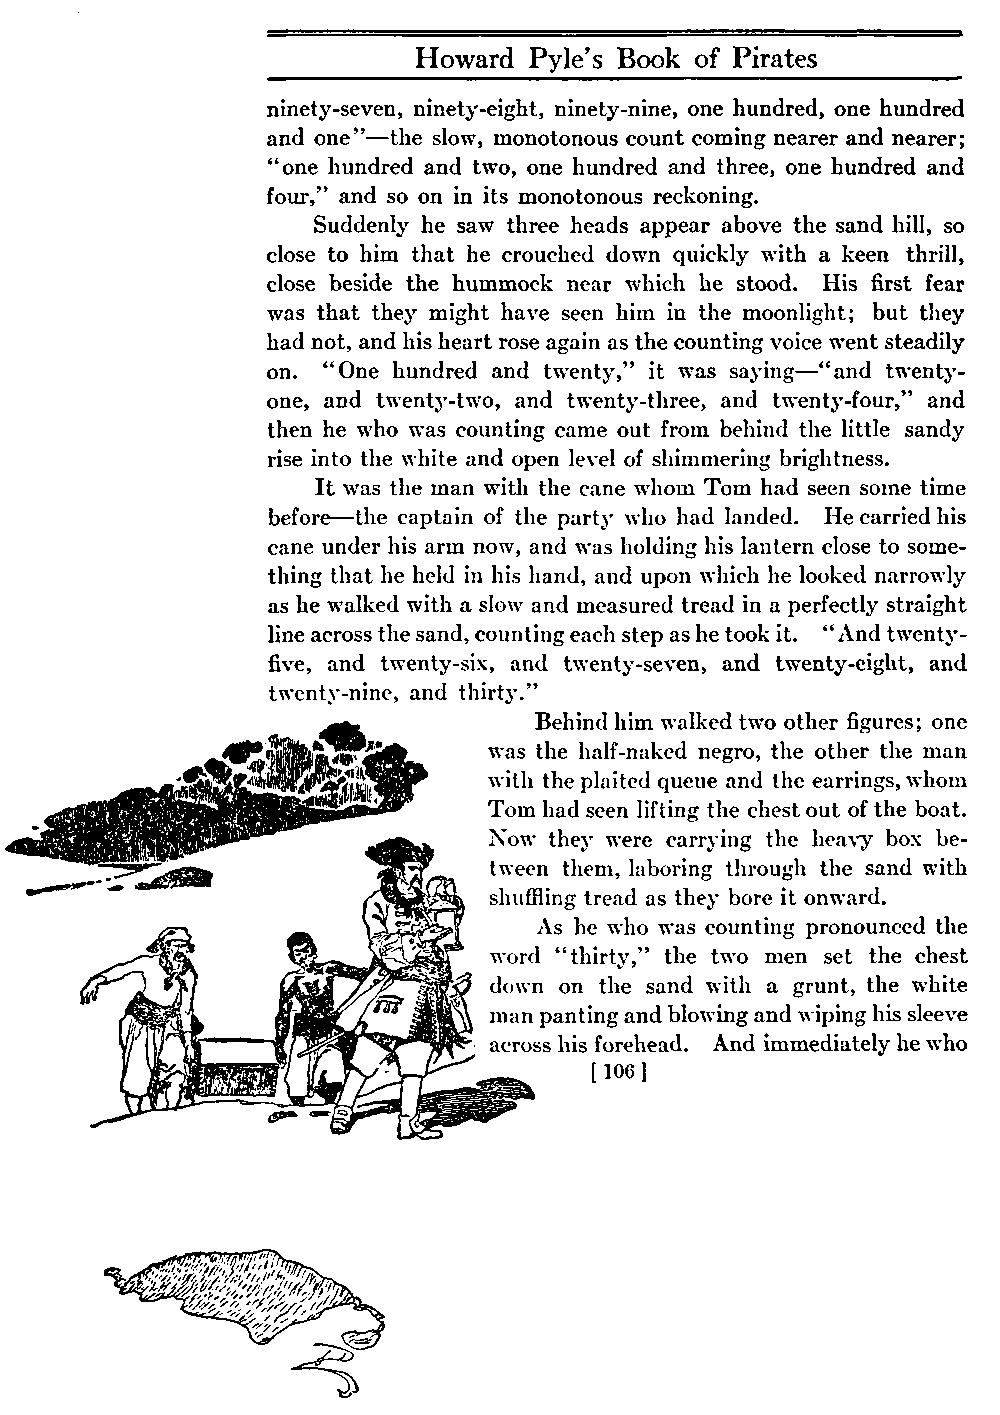 Howard Pyle's Book of Pirates
ninety-seven, ninety-eight, ninety-nine, one hundred, one hundred
and one”—the slow, monotonous count coming nearer and nearer;
“one hundred and two, one hundred and three, one hundred and
four,” and so on in its monotonous reckoning.
Suddenly he saw three heads appear above the sand hill, so
close to him that he crouched down quickly with a keen thrill,
close beside the hummock near which he stood. His first fear
was that they might have seen him in the moonlight; but they
had not, and his heart rose again as the counting voice went steadily
on. “One hundred and twenty,” it was saying—“and twenty-
one, and twenty-two, and twenty-three, and twenty-four,” and
then he who was counting came out from behind the little sandy
rise into the white and open level of shimmering brightness.
It was the man with the cane whom Tom had seen some time
before—the captain of the party who had landed. He carried his
cane under his arm now, and was holding his lantern close to some-
thing that he held in his hand, and upon which he looked narrowly
as he walked with a slow and measured tread in a perfectly straight
line across the sand, counting each step as he took it. “And twenty-
five, and twenty-six, and twenty-seven, and twenty-eight, and
twenty-nine, and thirty.”
Behind him walked two other figures; one
was the half-naked negro, the other the man
with the plaited queue and the earrings, whom
Tom had seen lifting the chest out of the boat.
Now they were carrying the heavy box be-
tween them, laboring through the sand with
shuffling tread as they bore it onward.
As he who was counting pronounced the
word “thirty,” the two men set the chest
down on the sand with a grunt, the white
man panting and blowing and wiping his sleeve
across his forehead. And immediately he who
[ 106 ]